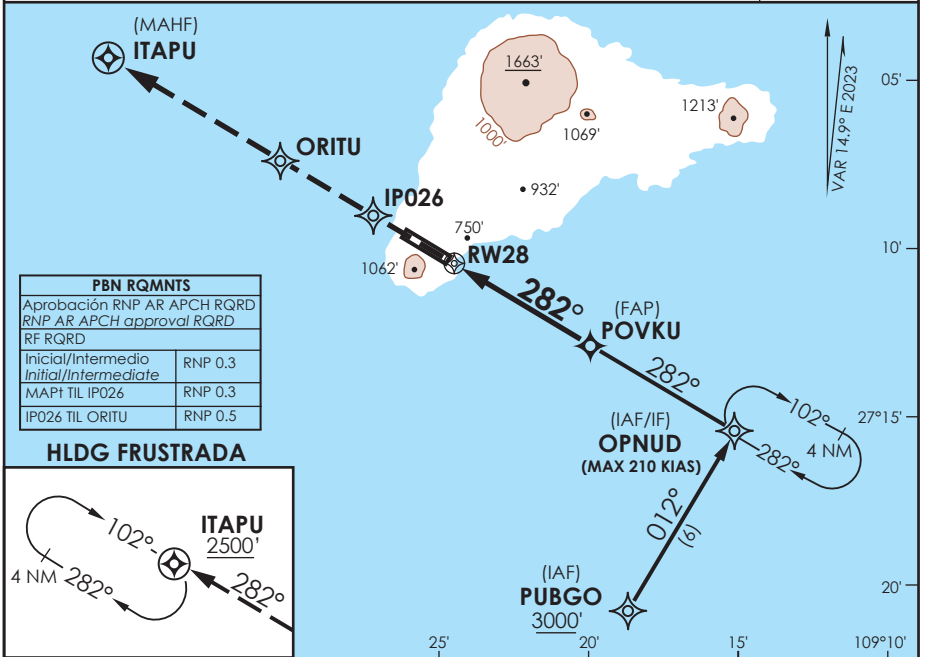 (MAHF)
ITAPU
ORITU
IP026
RW28
1663'
1000'
1069'
1213'
932'
750'
1062'
VAR 14.9° E 2023
05'
10'
27°15'
20'
282°
(FAP)
POVKU
282°
(IAF/IF)
OPNUD
(MAX 210 KIAS)
102°
4 NM
282°
012°
(6)
(IAF)
PUBGO
3000'
25'
20'
15'
109°10'
PBN RQMNTS
Aprobación RNP AR APCH RQRD
RNP AR APCH approval RQRD
RF RQRD
Inicial/Intermedio
Initial/Intermediate
RNP 0.3
MAPt TIL IP026
RNP 0.3
IP026 TIL ORITU
RNP 0.5
HLDG FRUSTRADA
ITAPU
2500'
102°
4 NM
282°
282°